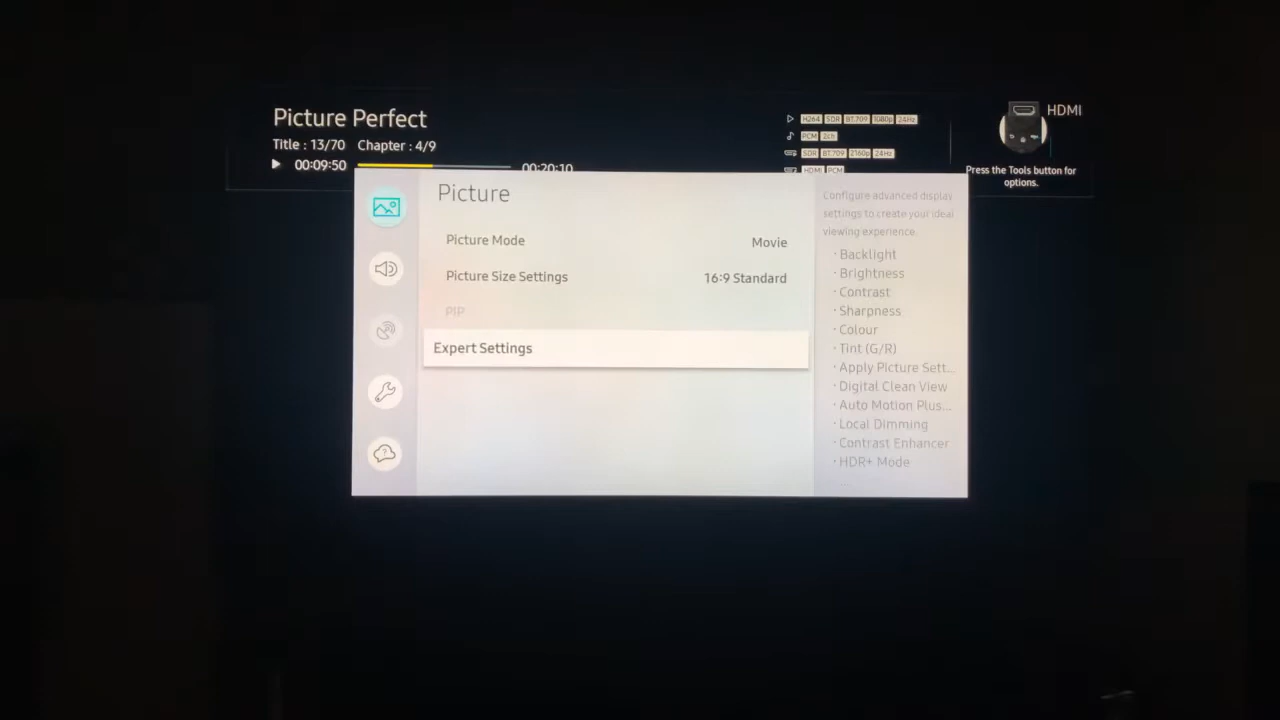 Picture Perfect
Title : 13/70 Chapter : 4/9
00:09:50
00:20:10
H264 SDR BT.709 1080p 24Hz
PCM 2ch
SDR BT.709 2160p 24Hz
HDMI PCM
HDMI
Press the Tools button for
options.
Picture
Picture Mode Movie
Picture Size Settings 16:9 Standard
PIP
Expert Settings
Configure advanced display
settings to create your ideal
viewing experience.
· Backlight
· Brightness
· Contrast
· Sharpness
· Colour
· Tint (G/R)
· Apply Picture Sett...
· Digital Clean View
· Auto Motion Plus...
· Local Dimming
· Contrast Enhancer
· HDR+ Mode
...